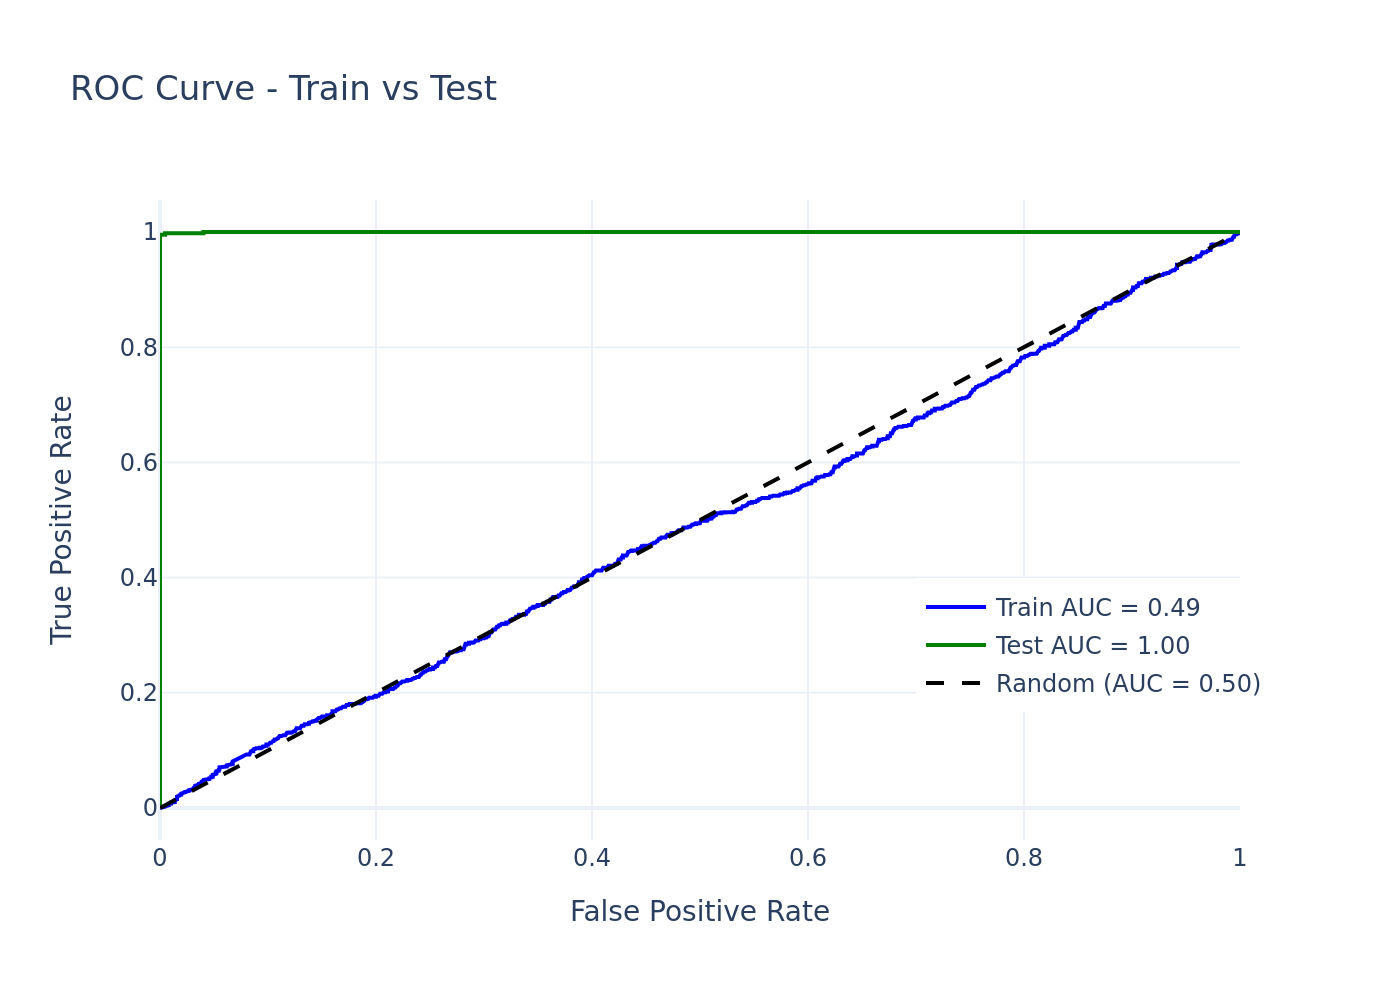 ROC Curve - Train vs Test
True Positive Rate
1
0.8
0.6
0.4
0.2
0
0
0.2
0.4
0.6
0.8
1
False Positive Rate
Train AUC = 0.49
Test AUC = 1.00
Random (AUC = 0.50)